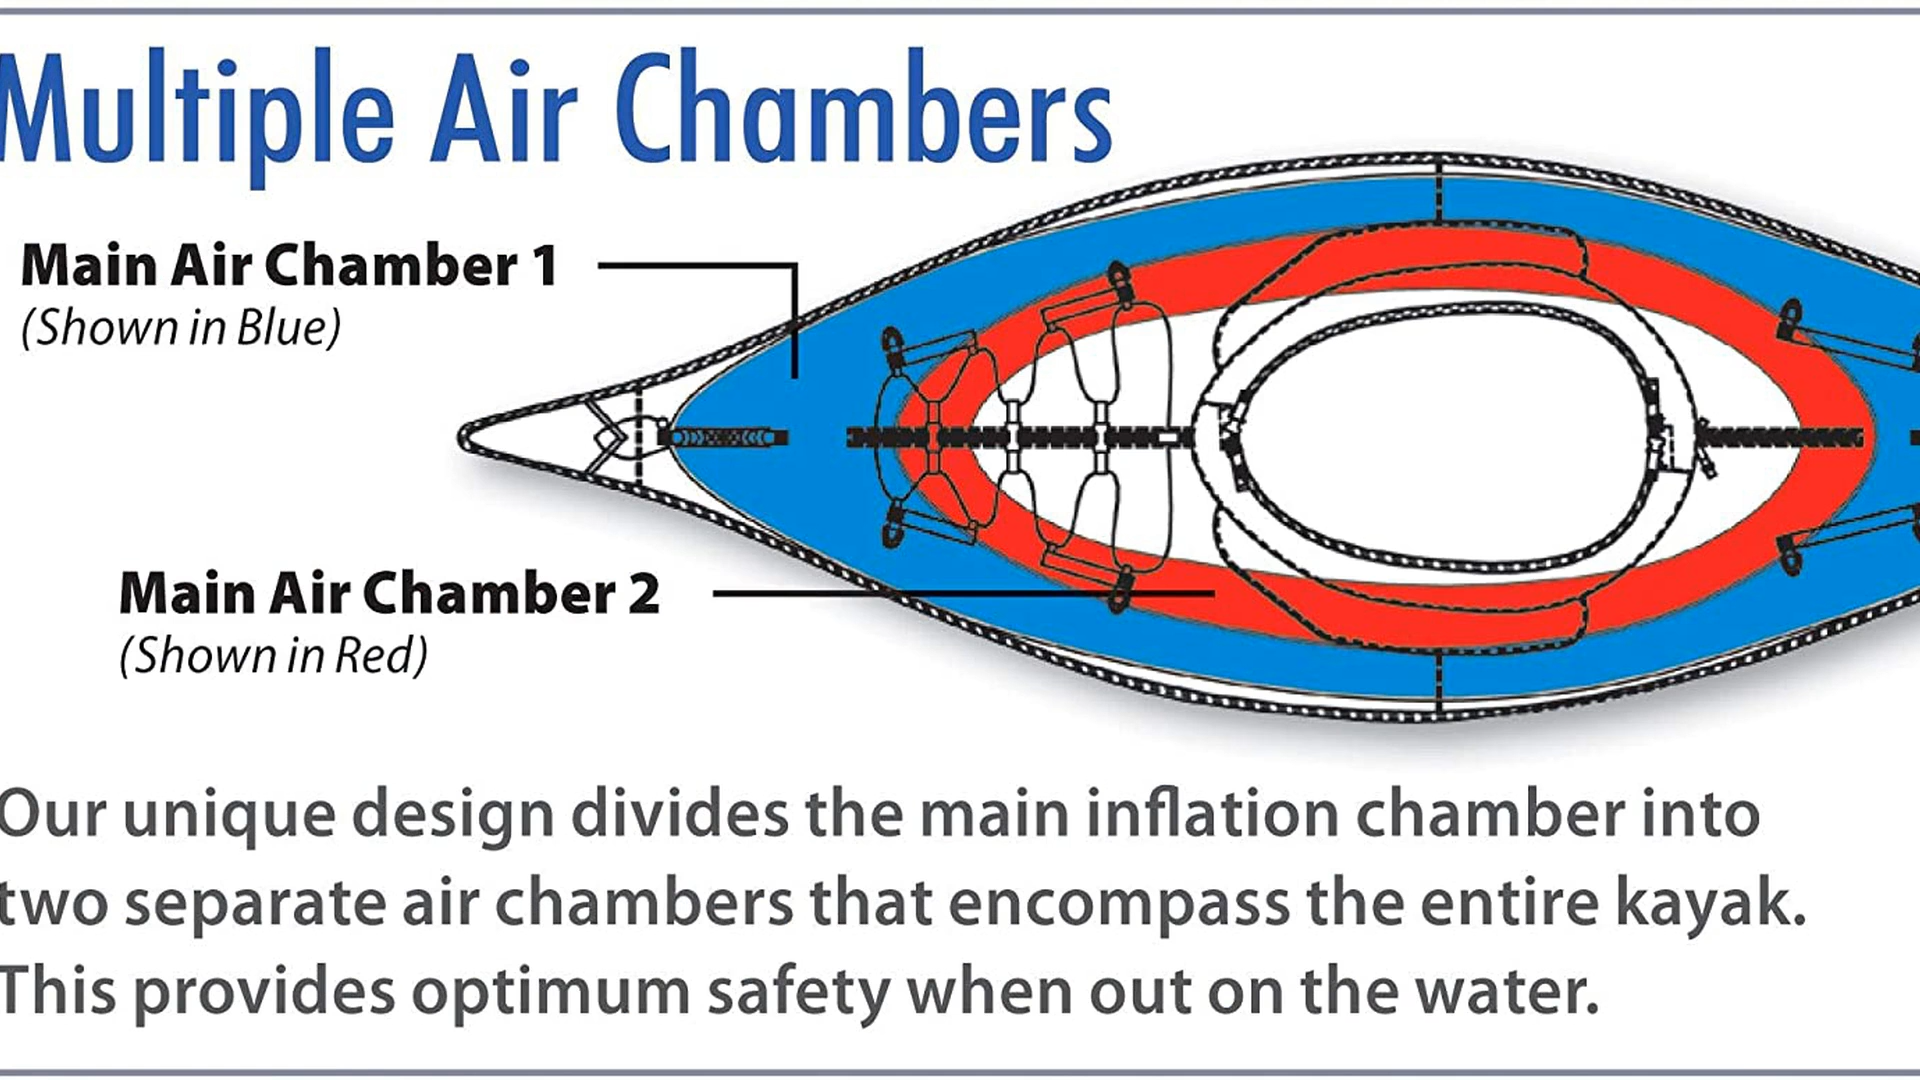 Multiple Air Chambers
Main Air Chamber 1
(Shown in Blue)
Main Air Chamber 2
(Shown in Red)
Our unique design divides the main inflation chamber into
two separate air chambers that encompass the entire kayak.
This provides optimum safety when out on the water.